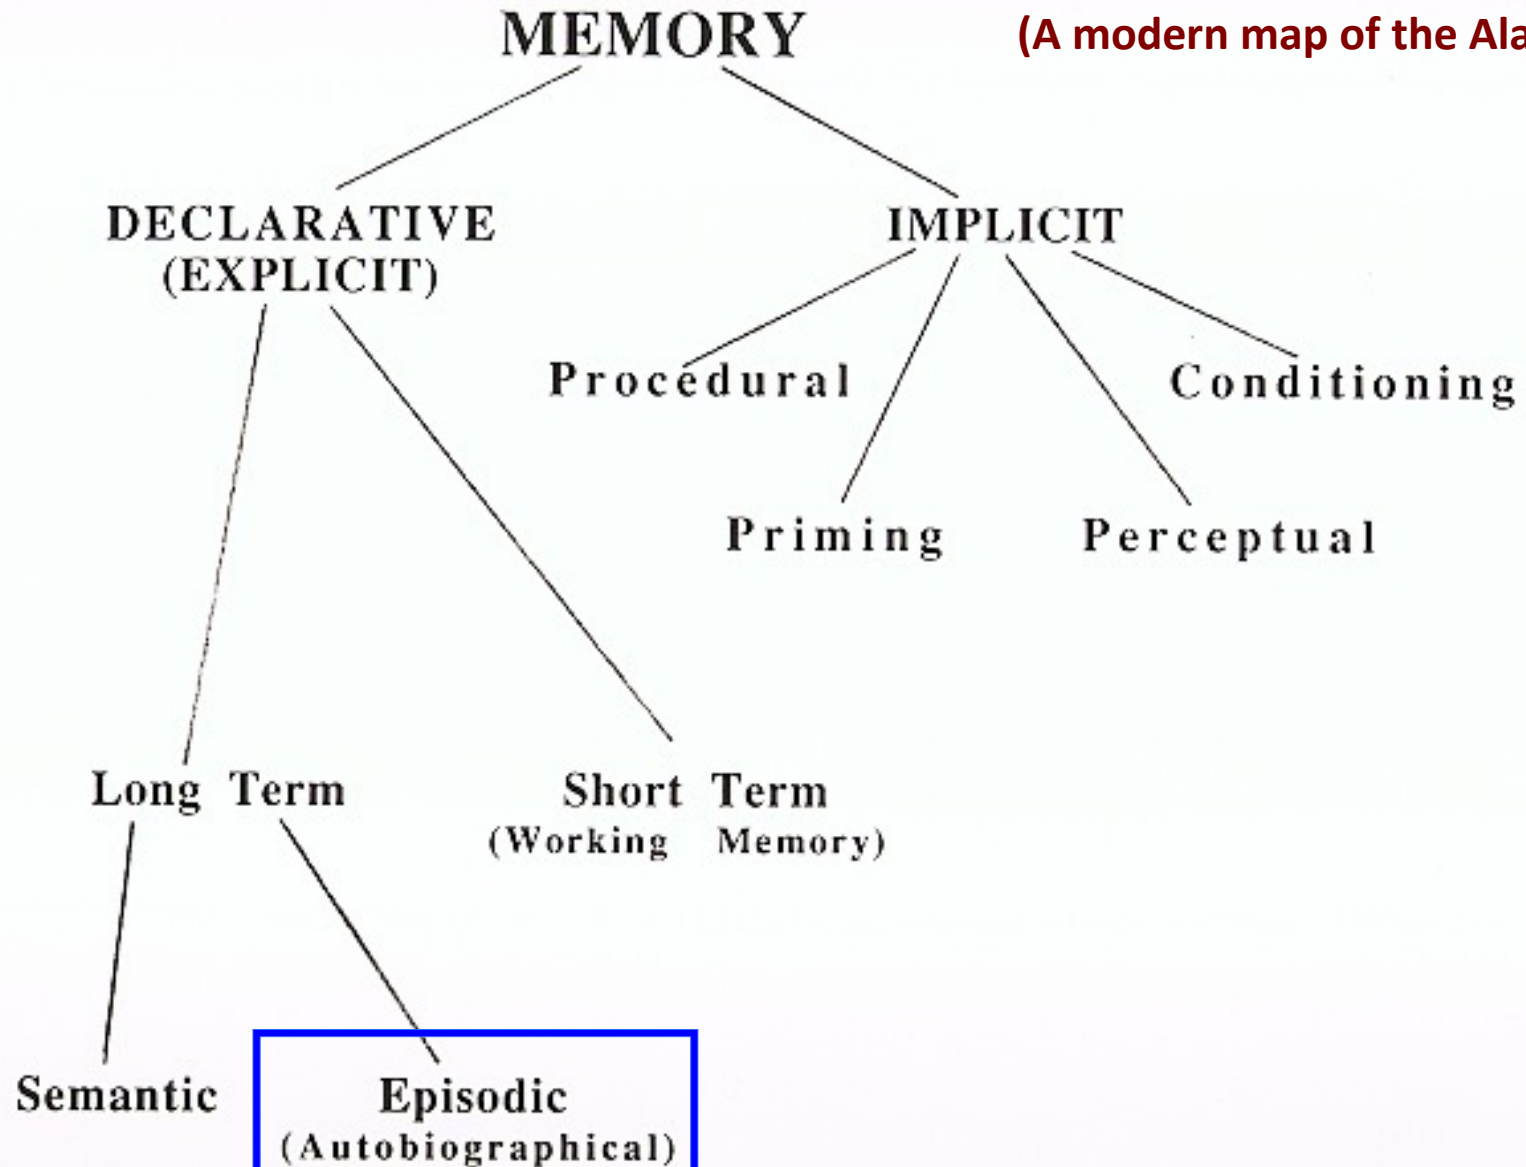 MEMORY
(A modern map of the
DECLARATIVE
(EXPLICIT)
IMPLICIT
Procedural
Conditioning
Priming
Perceptual
Long Term
Short Term
(Working Memory)
Semantic
Episodic
(Autobiographical)